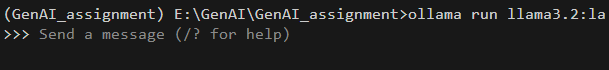 (GenAI_assignment) E:\GenAI\GenAI_assignment>ollama run llama3.2:la
>>> Send a message (/? for help)